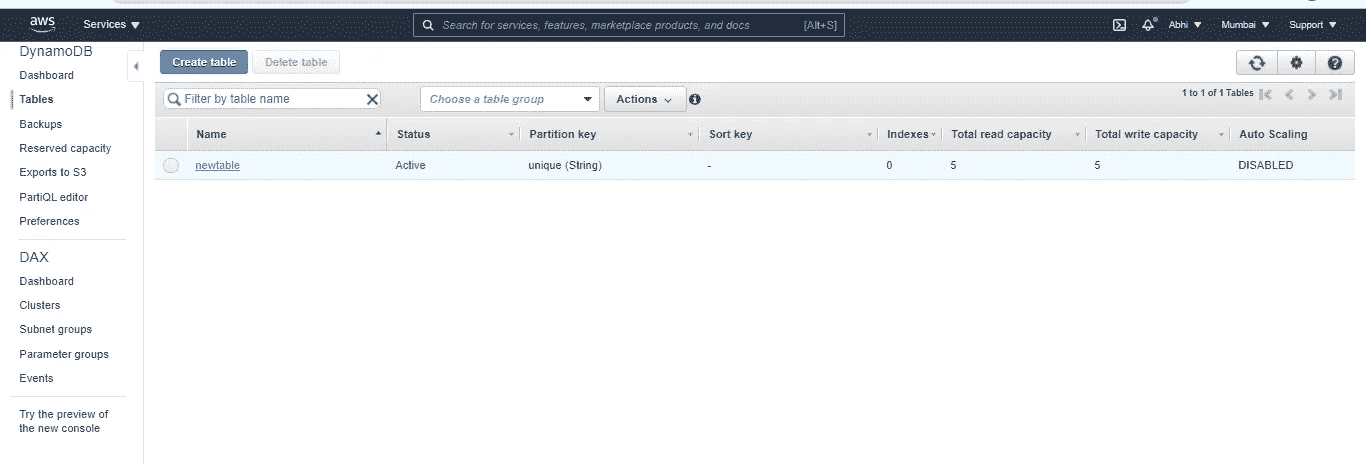 aws Services Search for services, features, marketplace products, and docs [Alt+S] Abhi Mumbai Support
DynamoDB
Dashboard
Tables
Backups
Reserved capacity
Exports to S3
PartiQL editor
Preferences
DAX
Dashboard
Clusters
Subnet groups
Parameter groups
Events
Try the preview of
the new console
Create table Delete table
Filter by table name Choose a table group Actions 1 to 1 of 1 Tables
Name Status Partition key Sort key Indexes Total read capacity Total write capacity Auto Scaling
newtable Active unique (String) - 0 5 5 DISABLED